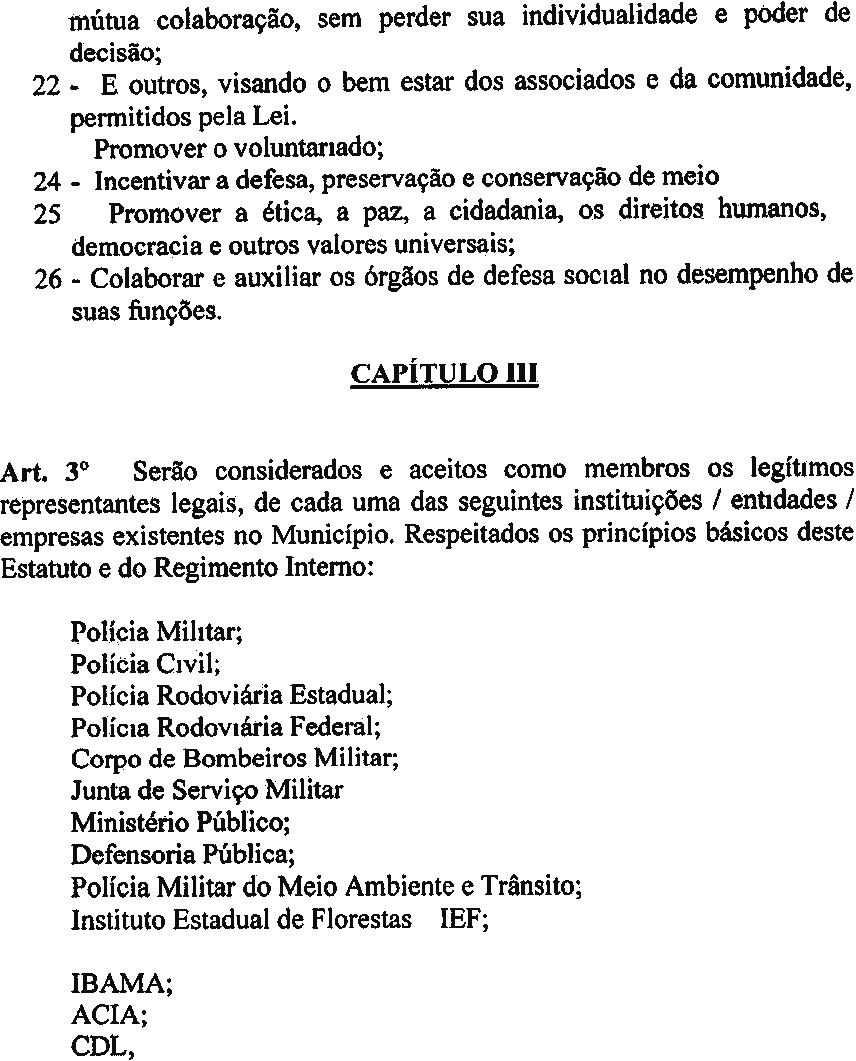 mútua colaboração, sem perder sua individualidade e poder de
decisão;
22 - E outros, visando o bem estar dos associados e da comunidade,
permitidos pela Lei.
Promover o voluntariado;
24 - Incentivar a defesa, preservação e conservação de meio
25 Promover a ética, a paz, a cidadania, os direitos humanos,
democracia e outros valores universais;
26 - Colaborar e auxiliar os órgãos de defesa social no desempenho de
suas funções.
CAPÍTULO III
Art. 3º Serão considerados e aceitos como membros os legítimos
representantes legais, de cada uma das seguintes instituições / entidades /
empresas existentes no Município. Respeitados os princípios básicos deste
Estatuto e do Regimento Interno:
Polícia Militar;
Polícia Civil;
Polícia Rodoviária Estadual;
Polícia Rodoviária Federal;
Corpo de Bombeiros Militar;
Junta de Serviço Militar
Ministério Público;
Defensoria Pública;
Polícia Militar do Meio Ambiente e Trânsito;
Instituto Estadual de Florestas IEF;
IBAMA;
ACIA;
CDL,